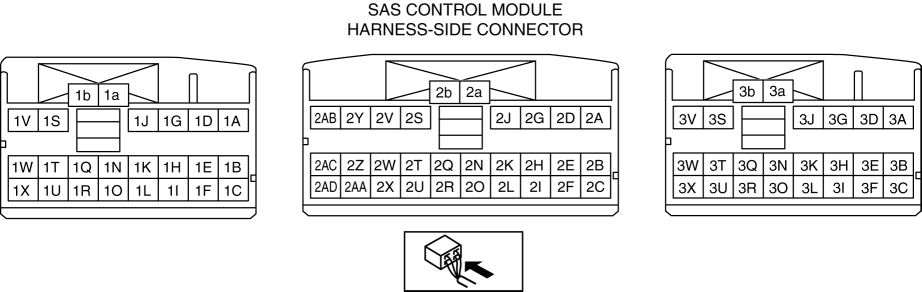 SAS CONTROL MODULE
HARNESS-SIDE CONNECTOR
1b 1a
1V 1S 1J 1G 1D 1A
1W 1T 1Q 1N 1K 1H 1E 1B
1X 1U 1R 1O 1L 1I 1F 1C
2b 2a
2AB 2Y 2V 2S 2J 2G 2D 2A
2AC 2Z 2W 2T 2Q 2N 2K 2H 2E 2B
2AD 2AA 2X 2U 2R 2O 2L 2I 2F 2C
3b 3a
3V 3S 3J 3G 3D 3A
3W 3T 3Q 3N 3K 3H 3E 3B
3X 3U 3R 3O 3L 3I 3F 3C